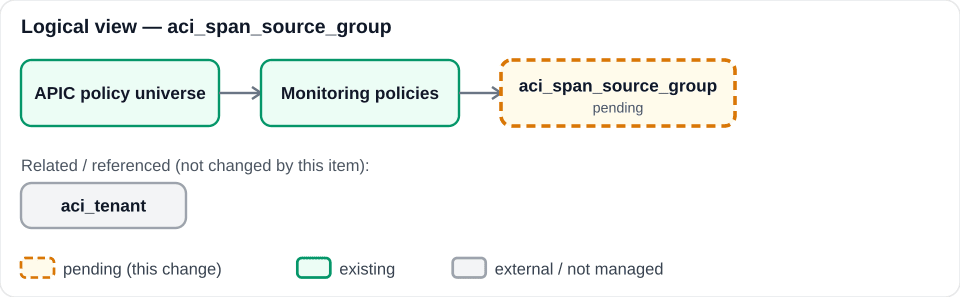 Logical view — aci_span_source_group
APIC policy universe
Monitoring policies
aci_span_source_group
pending
Related / referenced (not changed by this item):
aci_tenant
pending (this change)
existing
external / not managed